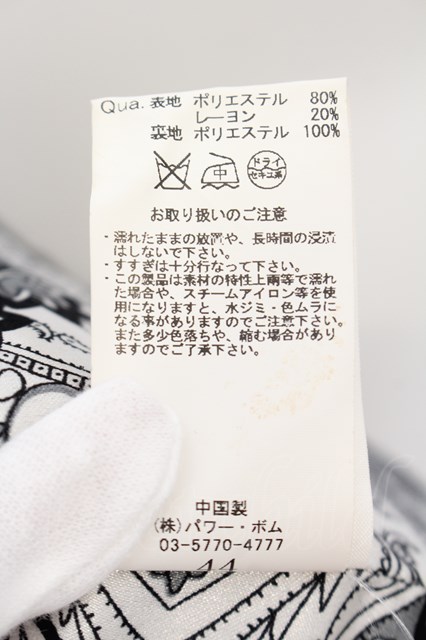 Qua. 表地 ポリエステル 80%
レーヨン 20%
裏地 ポリエステル 100%
中
ドライ
セキユ系
お取り扱いのご注意
・濡れたままの放置や、長時間の浸漬
はしないで下さい。
・すすぎは十分行なって下さい。
・この製品は素材の特性上雨等で濡れ
た場合や、スチームアイロン等を使
用になりますと、水ジミ・色ムラに
なる事がありますのでご注意下さい。
また多少色落ちや、縮む場合があり
ますのでご了承下さい。
中国製
(株)パワー・ボム
03-5770-4777